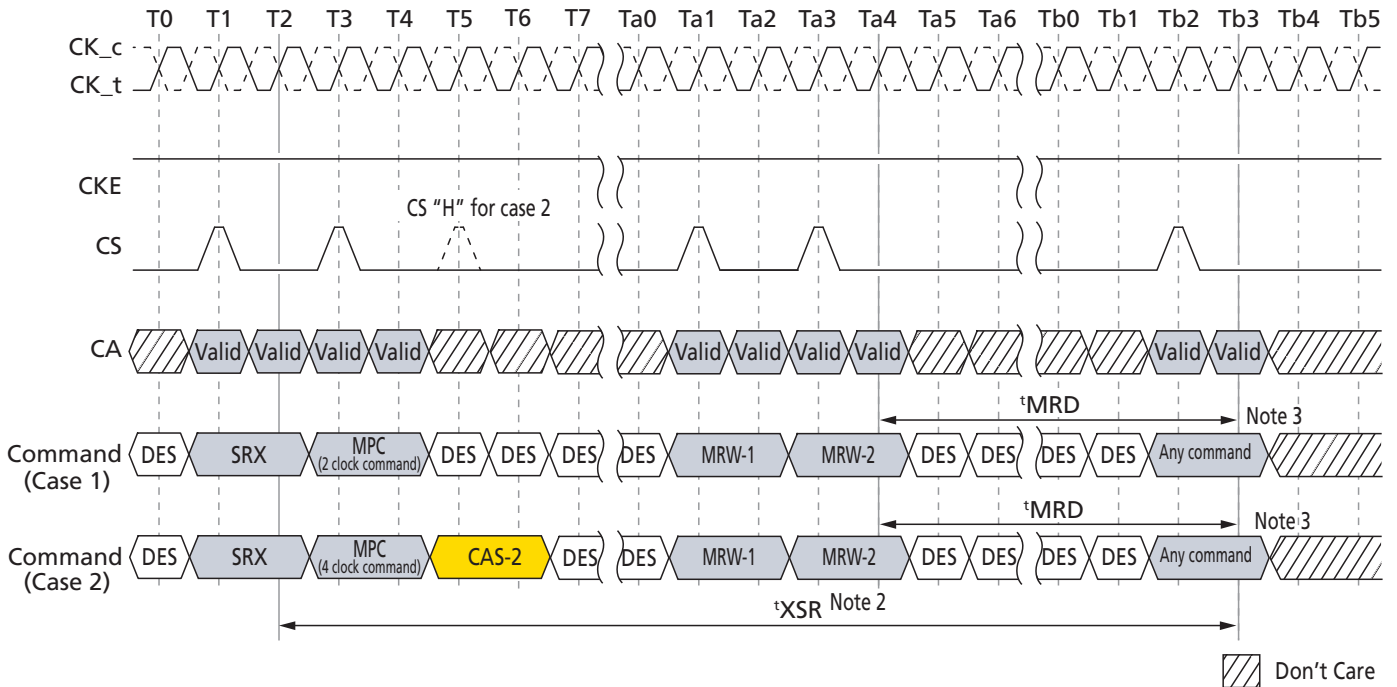 T0 T1 T2 T3 T4 T5 T6 T7 Ta0 Ta1 Ta2 Ta3 Ta4 Ta5 Ta6 Tb0 Tb1 Tb2 Tb3 Tb4 Tb5
CK_c
CK_t
CKE
CS "H" for case 2
CS
CA Valid Valid Valid Valid Valid Valid Valid Valid Valid Valid
tMRD Note 3
Command (Case 1) DES SRX MPC (2 clock command) DES DES DES DES MRW-1 MRW-2 DES DES DES DES Any command
tMRD Note 3
Command (Case 2) DES SRX MPC (4 clock command) CAS-2 DES DES MRW-1 MRW-2 DES DES DES DES Any command
tXSR Note 2
Don't Care